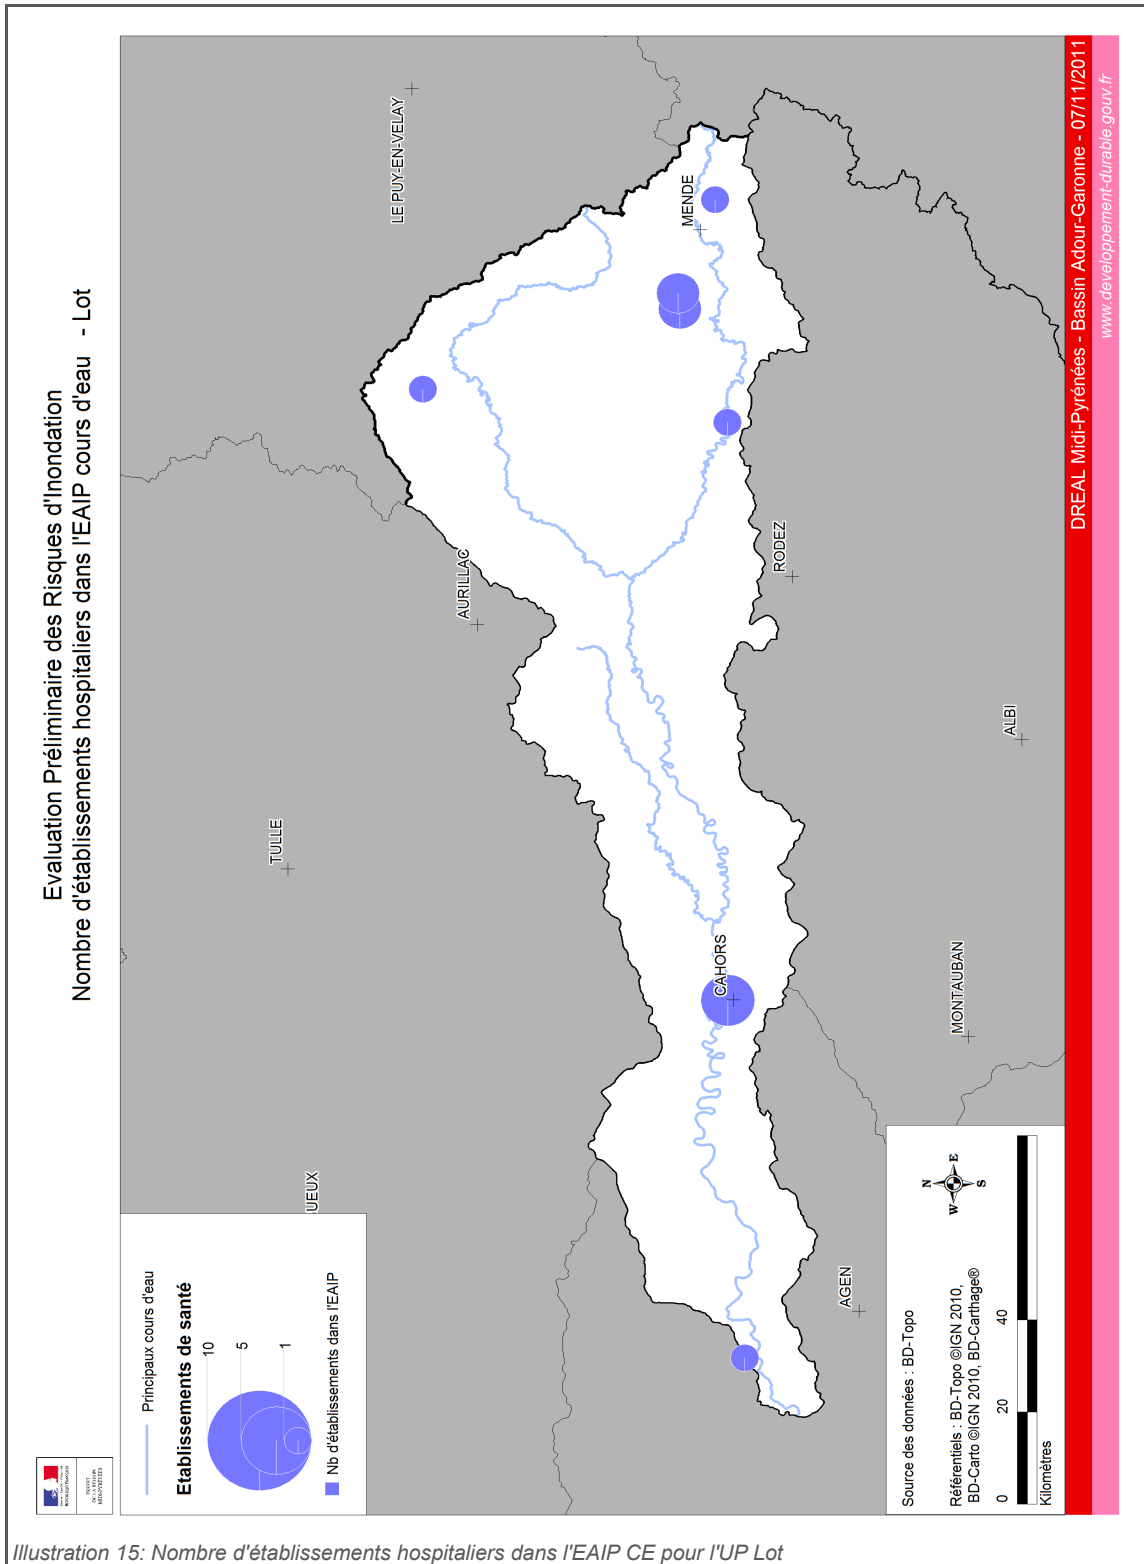 Evaluation Préliminaire des Risques d'Inondation
Nombre d'établissements hospitaliers dans l'EAIP cours d'eau - Lot
Principaux cours d'eau
Etablissements de santé
10
5
1
Nb d'établissements dans l'EAIP
UEUX
TULLE
AURILLAC
LE PUY-EN-VELAY
MENDE
CAHORS
RODEZ
AGEN
MONTAUBAN
ALBI
Source des données : BD-Topo
Référentiels : BD-Topo ©IGN 2010,
BD-Carto ©IGN 2010, BD-Carthage®
N
W
E
S
0
20
40
Kilomètres
DREAL Midi-Pyrénées - Bassin Adour-Garonne - 07/11/2011
www.developpement-durable.gouv.fr
Illustration 15: Nombre d'établissements hospitaliers dans l'EAIP CE pour l'UP Lot